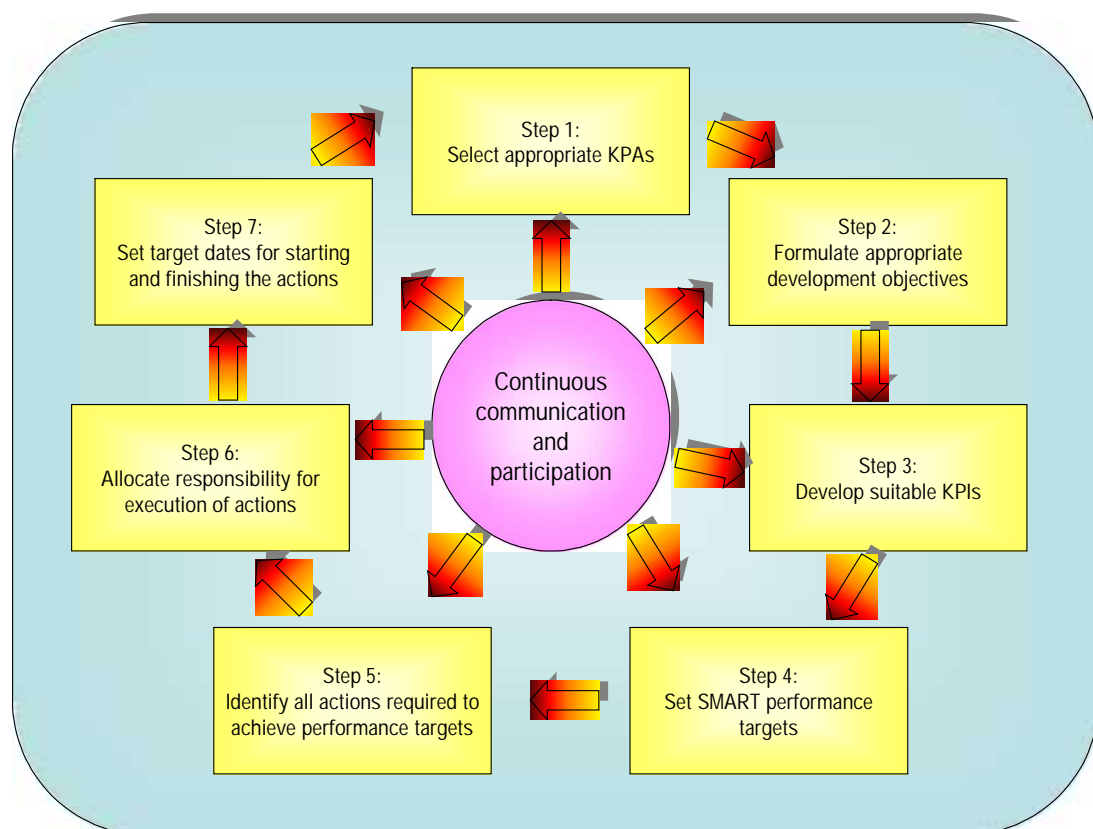 Step 1:
Select appropriate KPAs
Step 2:
Formulate appropriate
development objectives
Step 3:
Develop suitable KPIs
Step 4:
Set SMART performance
targets
Step 5:
Identify all actions required to
achieve performance targets
Step 6:
Allocate responsibility for
execution of actions
Step 7:
Set target dates for starting
and finishing the actions
Continuous
communication
and
participation